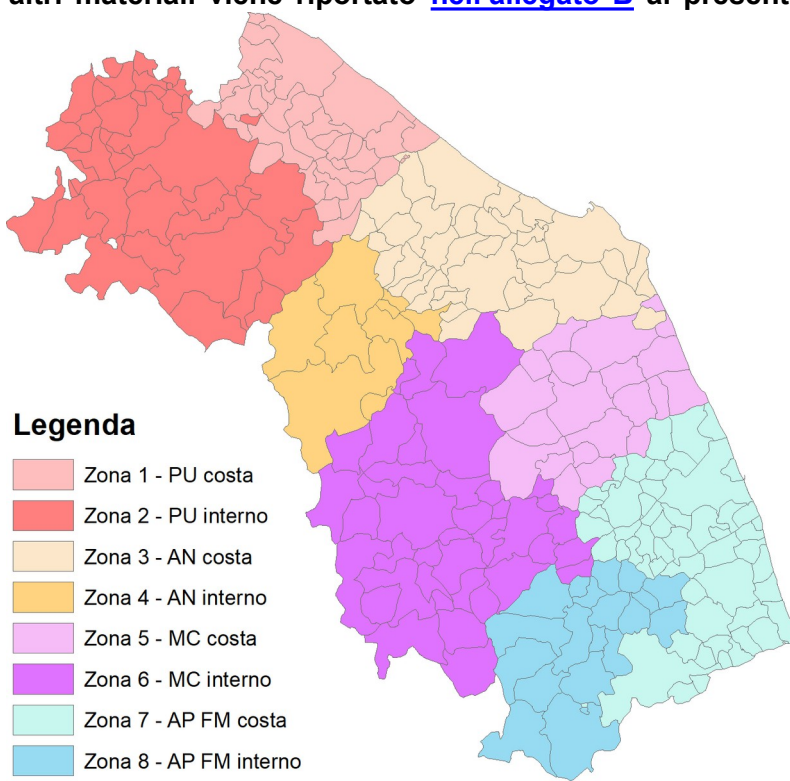 altri materiali viene riportato nell'allegato B al present
Legenda
Zona 1 - PU costa
Zona 2 - PU interno
Zona 3 - AN costa
Zona 4 - AN interno
Zona 5 - MC costa
Zona 6 - MC interno
Zona 7 - AP FM costa
Zona 8 - AP FM interno